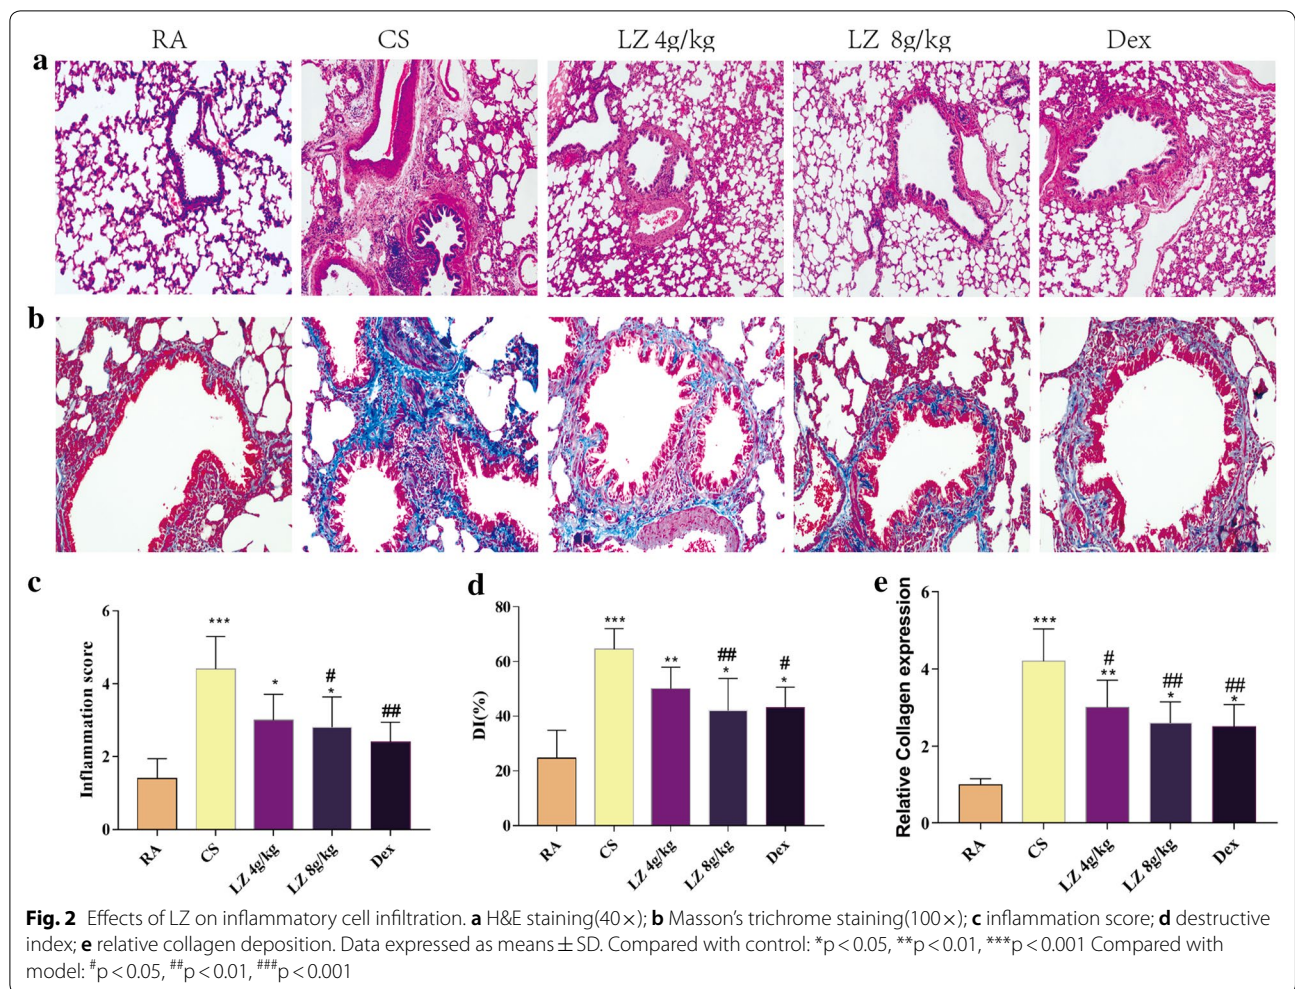 RA CS LZ 4g/kg LZ 8g/kg Dex
a
b
c
Inflammation score
6
4
2
0
***
*
#
*
##
RA CS LZ 4g/kg LZ 8g/kg Dex
d
DI(%)
80
60
40
20
0
***
**
##
*
#
*
RA CS LZ 4g/kg LZ 8g/kg Dex
e
Relative Collagen expression
6
4
2
0
***
#
**
##
*
##
*
RA CS LZ 4g/kg LZ 8g/kg Dex
Fig. 2 Effects of LZ on inflammatory cell infiltration. a H&E staining(40×); b Masson's trichrome staining(100×); c inflammation score; d destructive
index; e relative collagen deposition. Data expressed as means ± SD. Compared with control: *p < 0.05, **p < 0.01, ***p < 0.001 Compared with
model: #p < 0.05, ##p < 0.01, ###p < 0.001